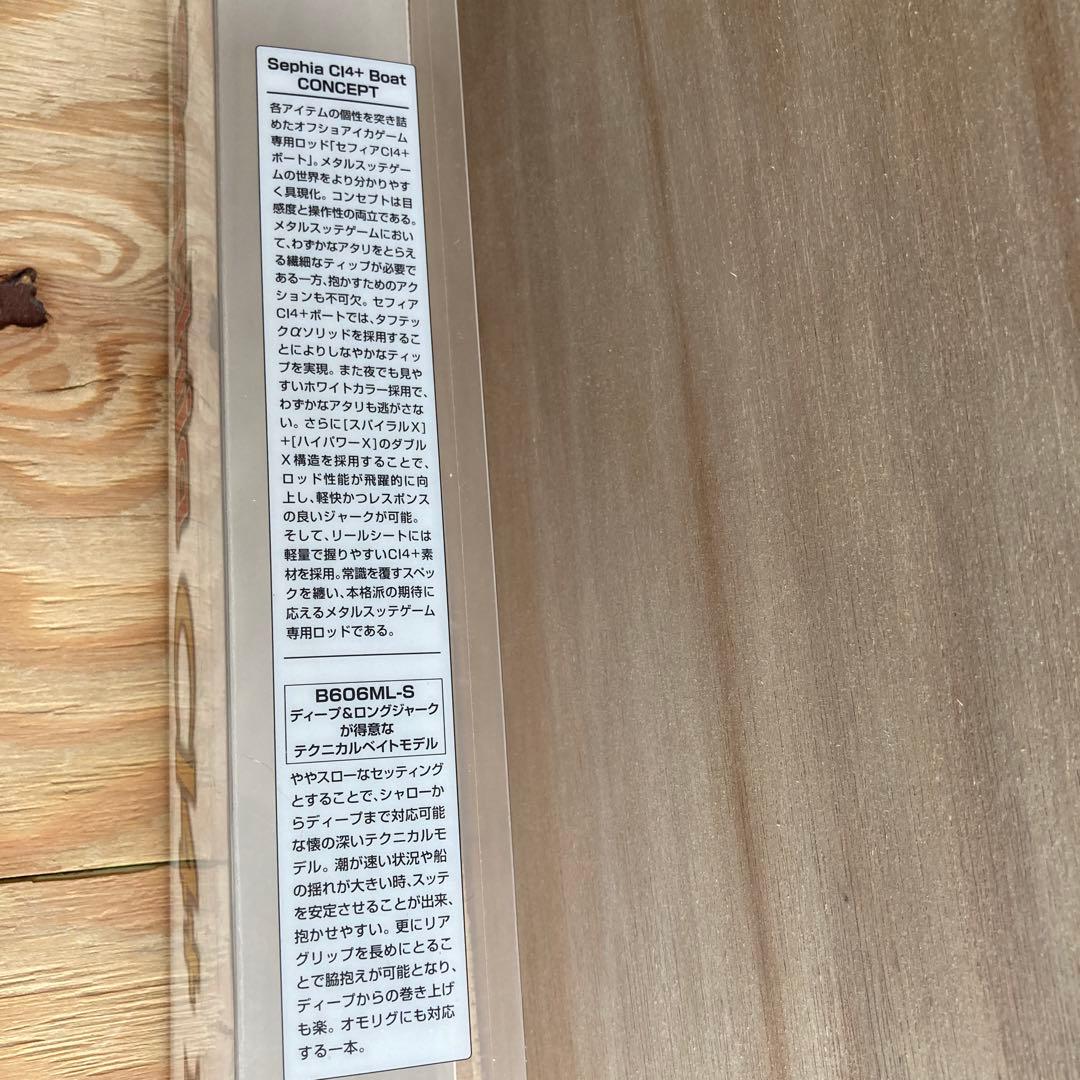 Sephia CI4+ Boat
CONCEPT
各アイテムの個性を突き詰
めたオフショアイカゲーム
専用ロッド「セフィアCI4+
ボート」。メタルスッテゲー
ムの世界をより分かりやす
く具現化。コンセプトは目
感度と操作性の両立である。
メタルスッテゲームにおい
て、わずかなアタリをとらえ
る繊細なティップが必要で
ある一方、抱かすためのアク
ションも不可欠。セフィア
CI4+ボートでは、タフテッ
クαソリッドを採用するこ
とによりしなやかなティッ
プを実現。また夜でも見や
すいホワイトカラー採用で、
わずかなアタリも逃がさな
い。さらに[スパイラルX]
+[ハイパワーX]のダブル
X構造を採用することで、
ロッド性能が飛躍的に向
上し、軽快かつレスポンス
の良いジャークが可能。
そして、リールシートには
軽量で握りやすいCI4+素
材を採用。常識を覆すスペッ
クを纏い、本格派の期待に
応えるメタルスッテゲーム
専用ロッドである。
B606ML-S
ディープ&ロングジャーク
が得意な
テクニカルベイトモデル
ややスローなセッティング
とすることで、シャローか
らディープまで対応可能
な懐の深いテクニカルモ
デル。潮が速い状況や船
の揺れが大きい時、スッテ
を安定させることが出来、
抱かせやすい。更にリア
グリップを長めにとるこ
とで脇抱えが可能となり、
ディープからの巻き上げ
も楽。オモリグにも対応
する一本。